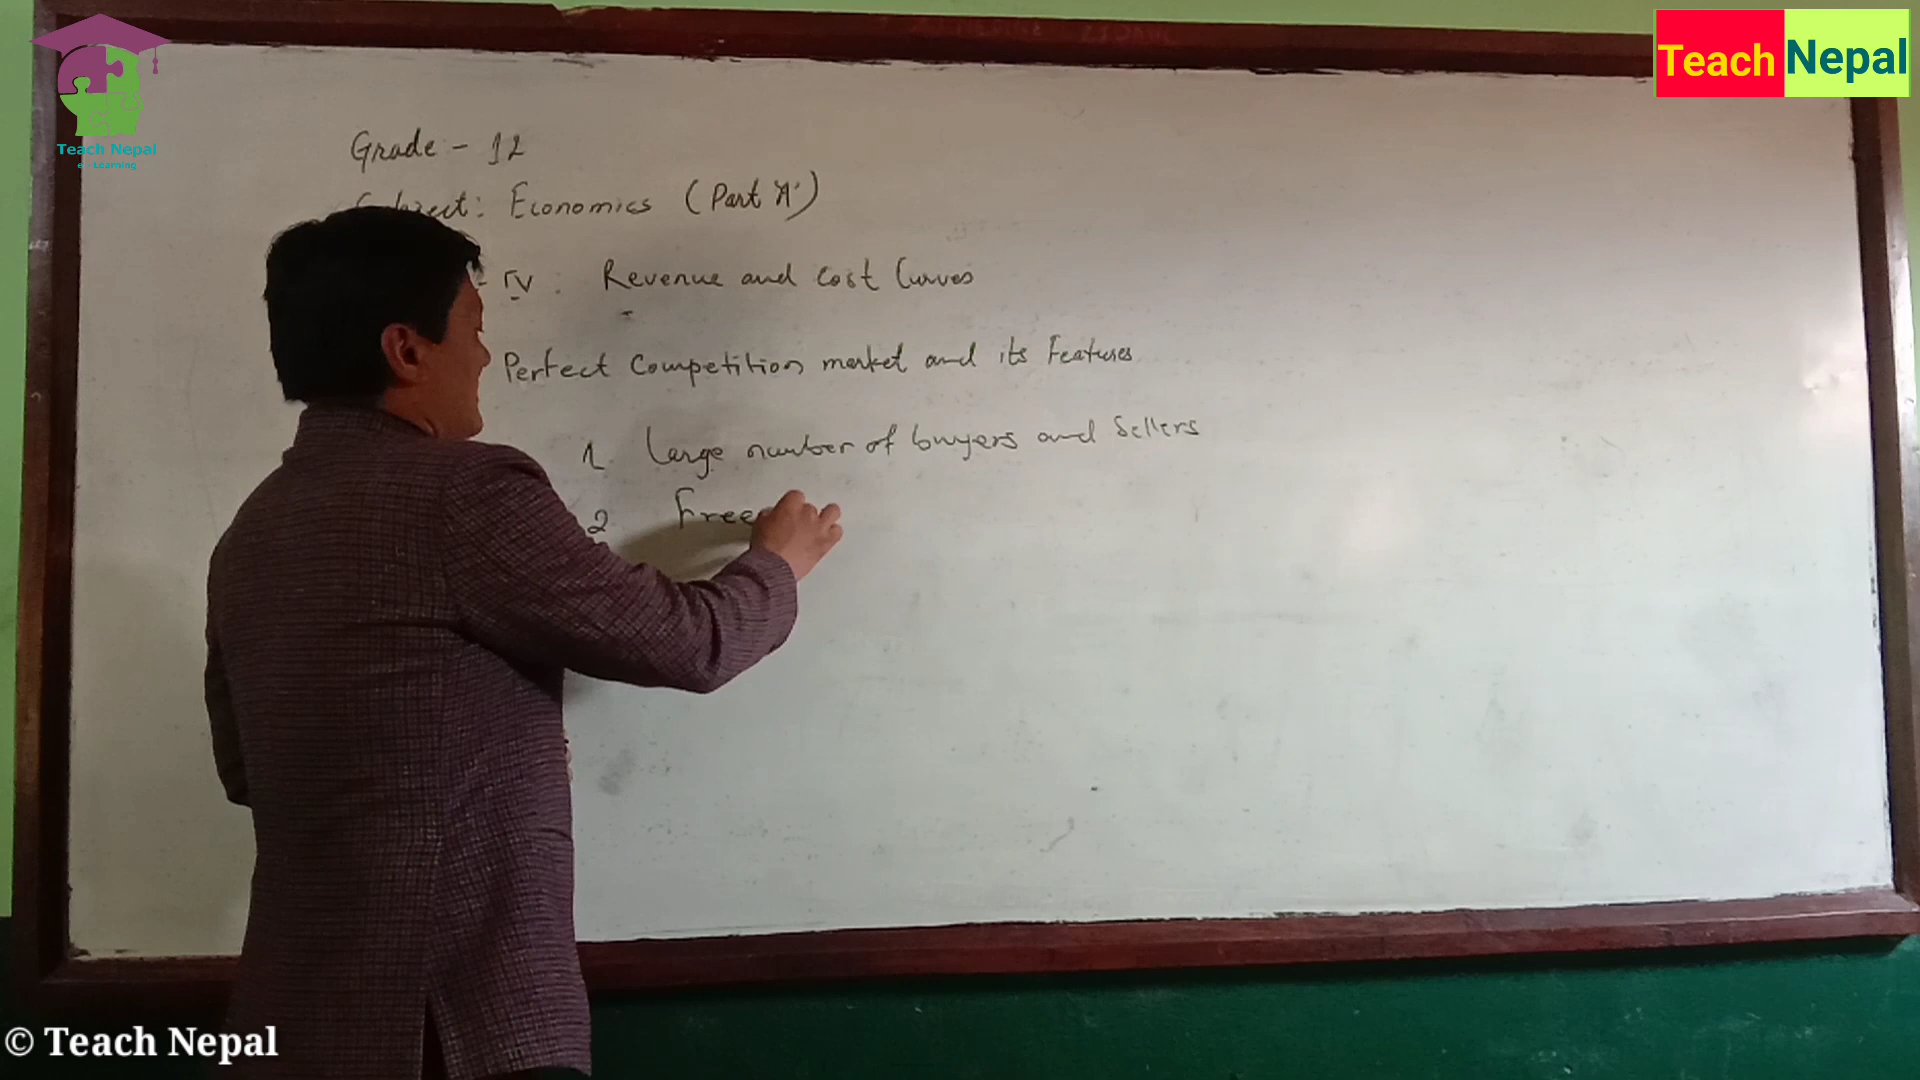 Teach Nepal
e - Learning
Teach Nepal
Grade - 12
Economics (Part 'A')
IV. Revenue and cost Curves
Perfect Competition market and its Features
1. Large number of buyers and Sellers
2. Free
© Teach Nepal